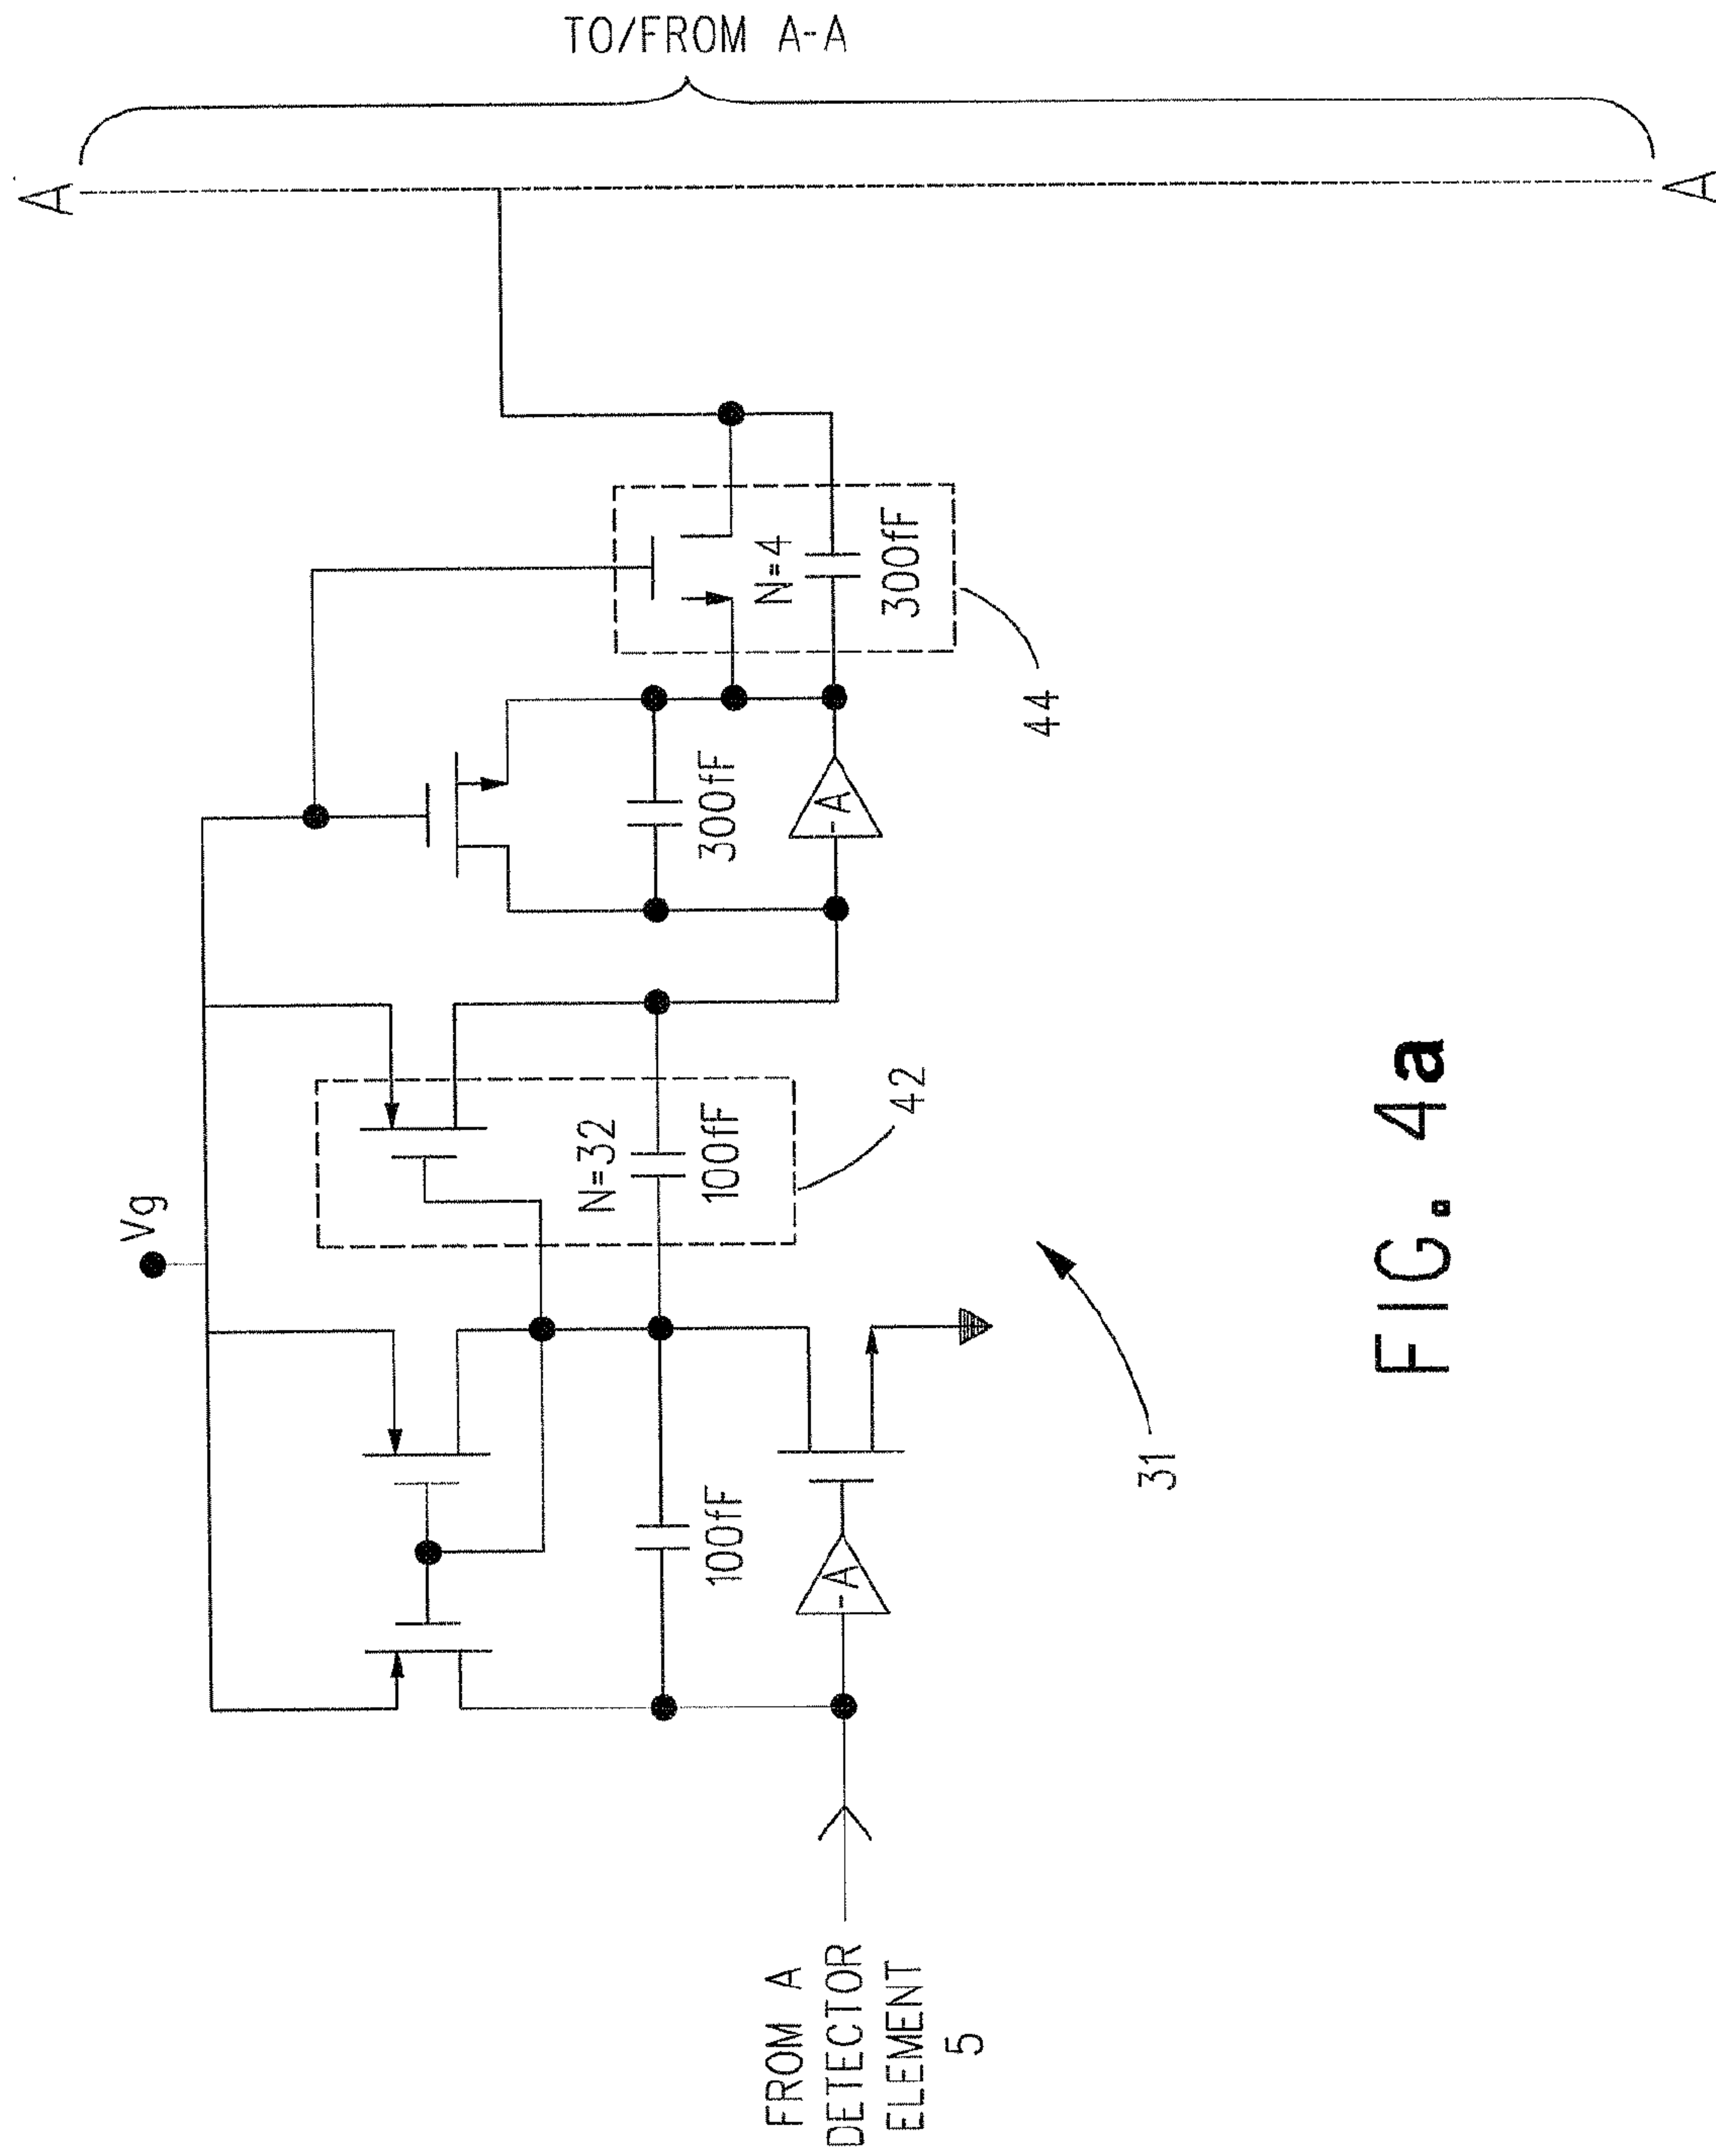 TO/FROM A-A
A
A
Vg
N=32
100fF
42
100fF
-A
300fF
-A
N=4
300fF
44
31
FROM A
DETECTOR
ELEMENT
5
FIG. 4a